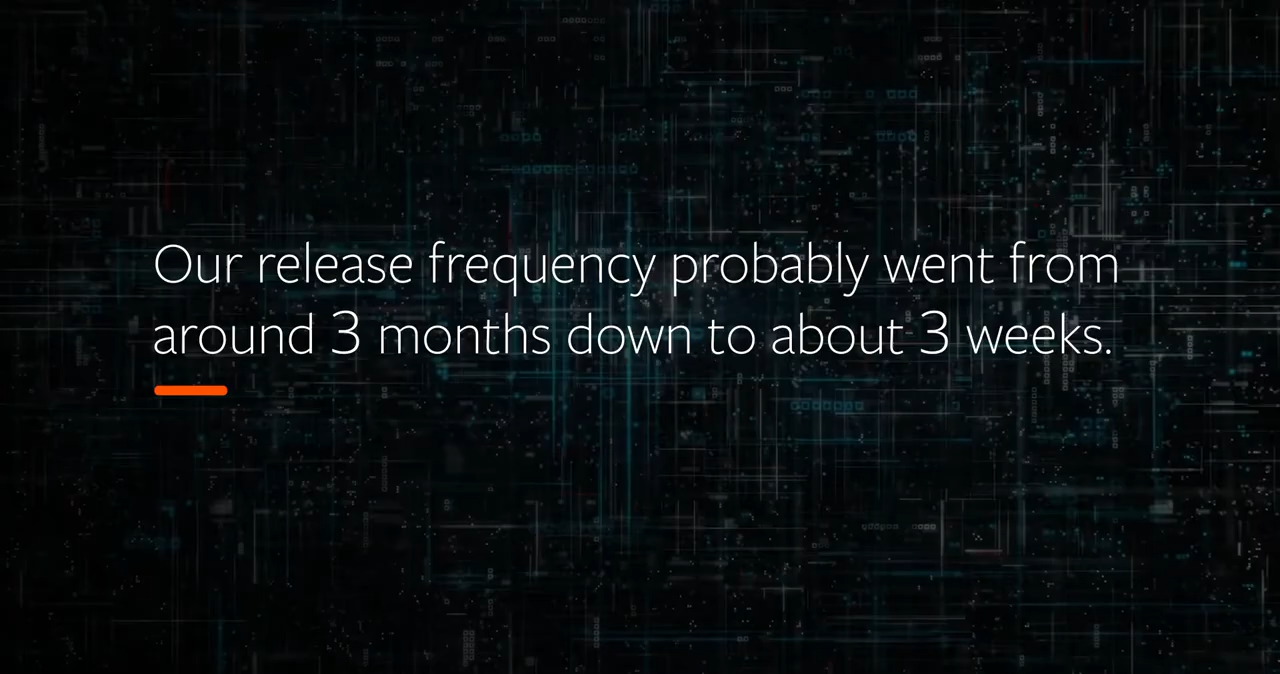 Our release frequency probably went from
around 3 months down to about 3 weeks.